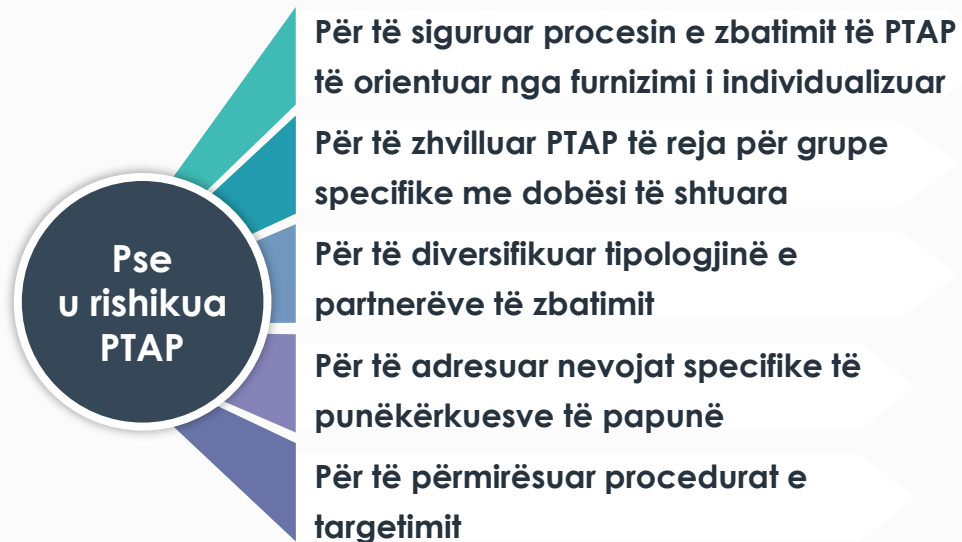 Pse
u rishikua
PTAP
Për të siguruar procesin e zbatimit të PTAP
të orientuar nga furnizimi i individualizuar
Për të zhvilluar PTAP të reja për grupe
specifike me dobësi të shtuara
Për të diversifikuar tipologjinë e
partnerëve të zbatimit
Për të adresuar nevojat specifike të
punëkërkuesve të papunë
Për të përmirësuar procedurat e
targetimit